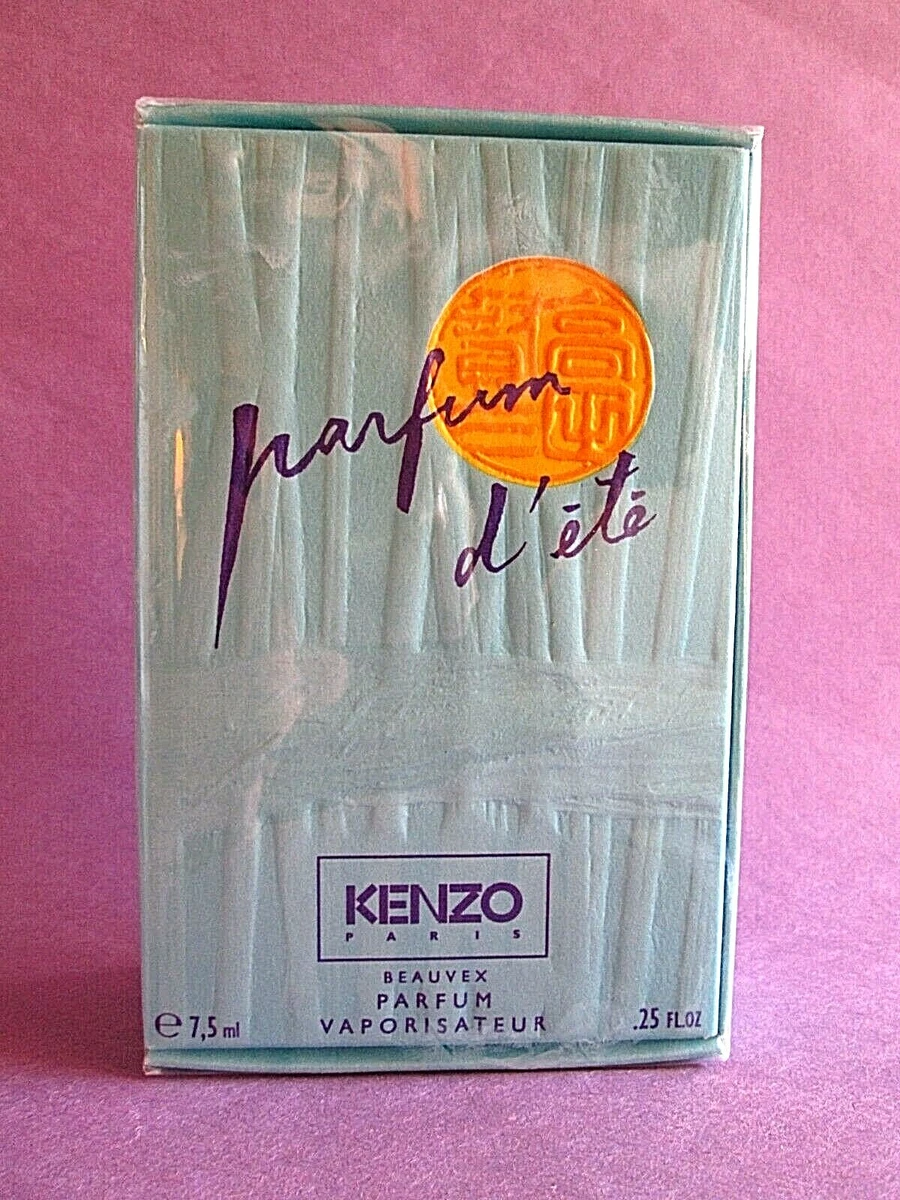 parfum
d'été
KENZO
PARIS
BEAUVEX
PARFUM
VAPORISATEUR
℮ 7,5 ml
.25 FL.OZ